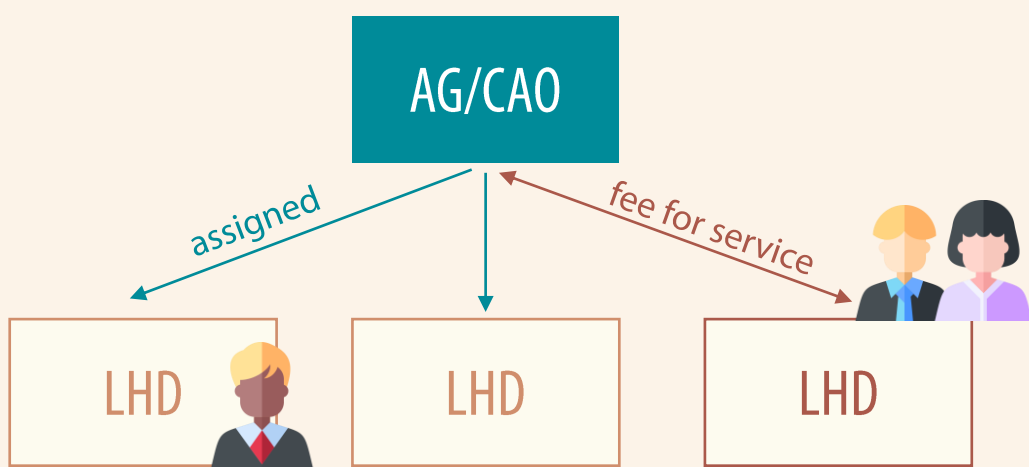 AG/CAO
assigned
fee for service
LHD
LHD
LHD